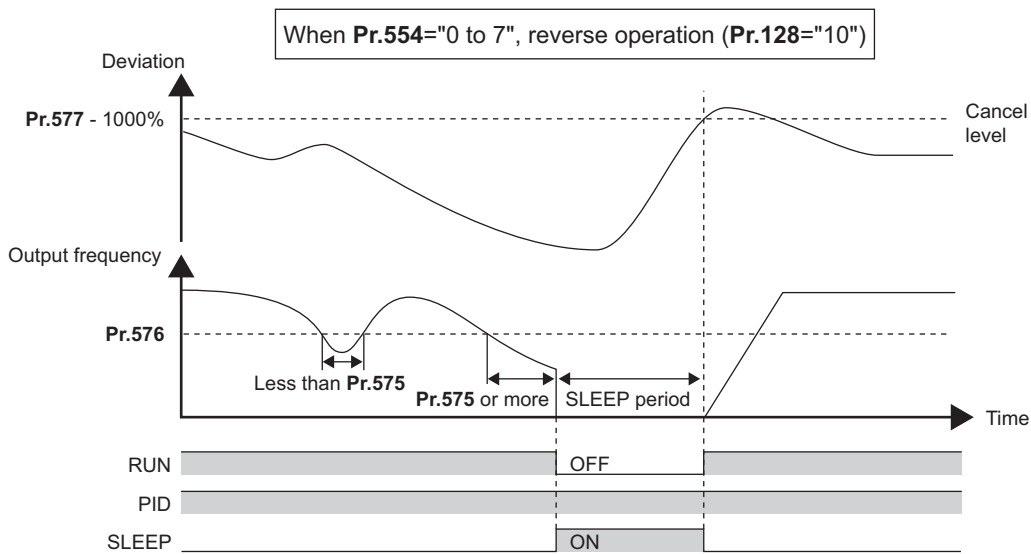 When Pr.554="0 to 7", reverse operation (Pr.128="10")
Deviation
Pr.577 - 1000%
Cancel
level
Output frequency
Pr.576
Less than Pr.575
Pr.575 or more
SLEEP period
Time
RUN
OFF
PID
SLEEP
ON